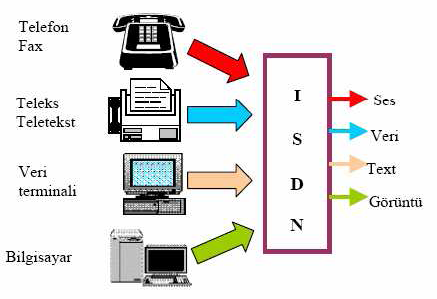 Telefon
Fax
Teleks
Teletekst
Veri
terminali
Bilgisayar
I
S
D
N
Ses
Veri
Text
Görüntü